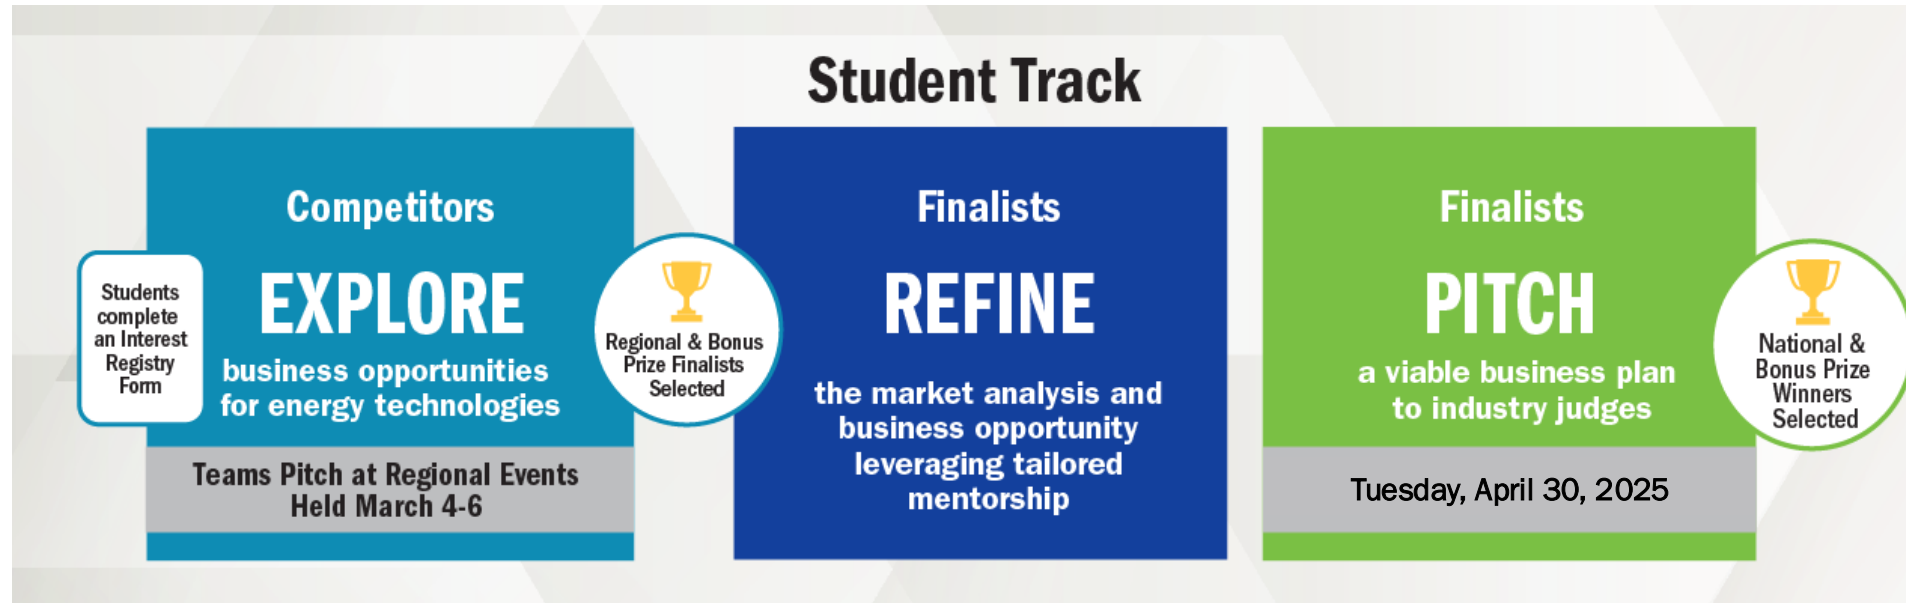 Student Track
Students
complete
an Interest
Registry
Form
Competitors
EXPLORE
business opportunities
for energy technologies
Teams Pitch at Regional Events
Held March 4-6
Regional & Bonus
Prize Finalists
Selected
Finalists
REFINE
the market analysis and
business opportunity
leveraging tailored
mentorship
Finalists
PITCH
a viable business plan
to industry judges
Tuesday, April 30, 2025
National &
Bonus Prize
Winners
Selected